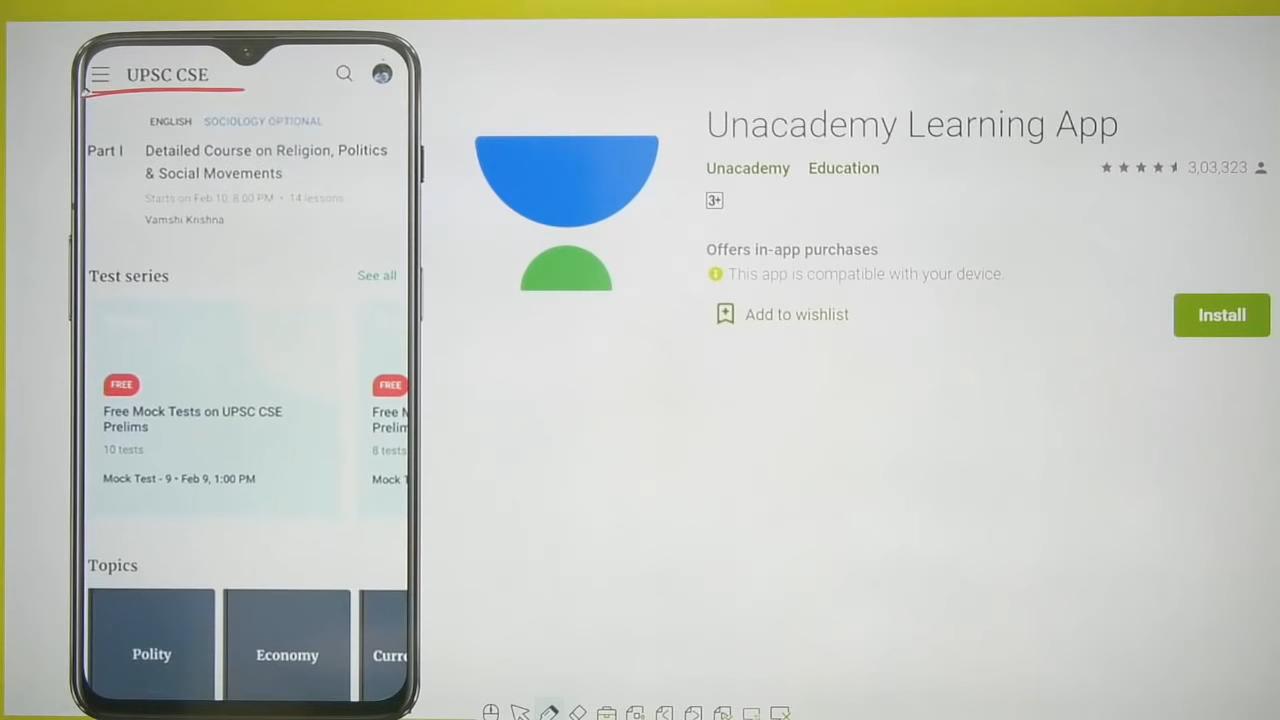 UPSC CSE
ENGLISH SOCIOLOGY OPTIONAL
Part I
Detailed Course on Religion, Politics
& Social Movements
Starts on Feb 10, 8:00 PM • 14 lessons
Vamshi Krishna
Test series
See all
FREE
Free Mock Tests on UPSC CSE
Prelims
10 tests
Mock Test - 9 • Feb 9, 1:00 PM
FREE
Free M
Prelim
8 tests
Mock T
Topics
Polity
Economy
Curre
Unacademy Learning App
Unacademy Education
3,03,323
3+
Offers in-app purchases
This app is compatible with your device.
Add to wishlist
Install